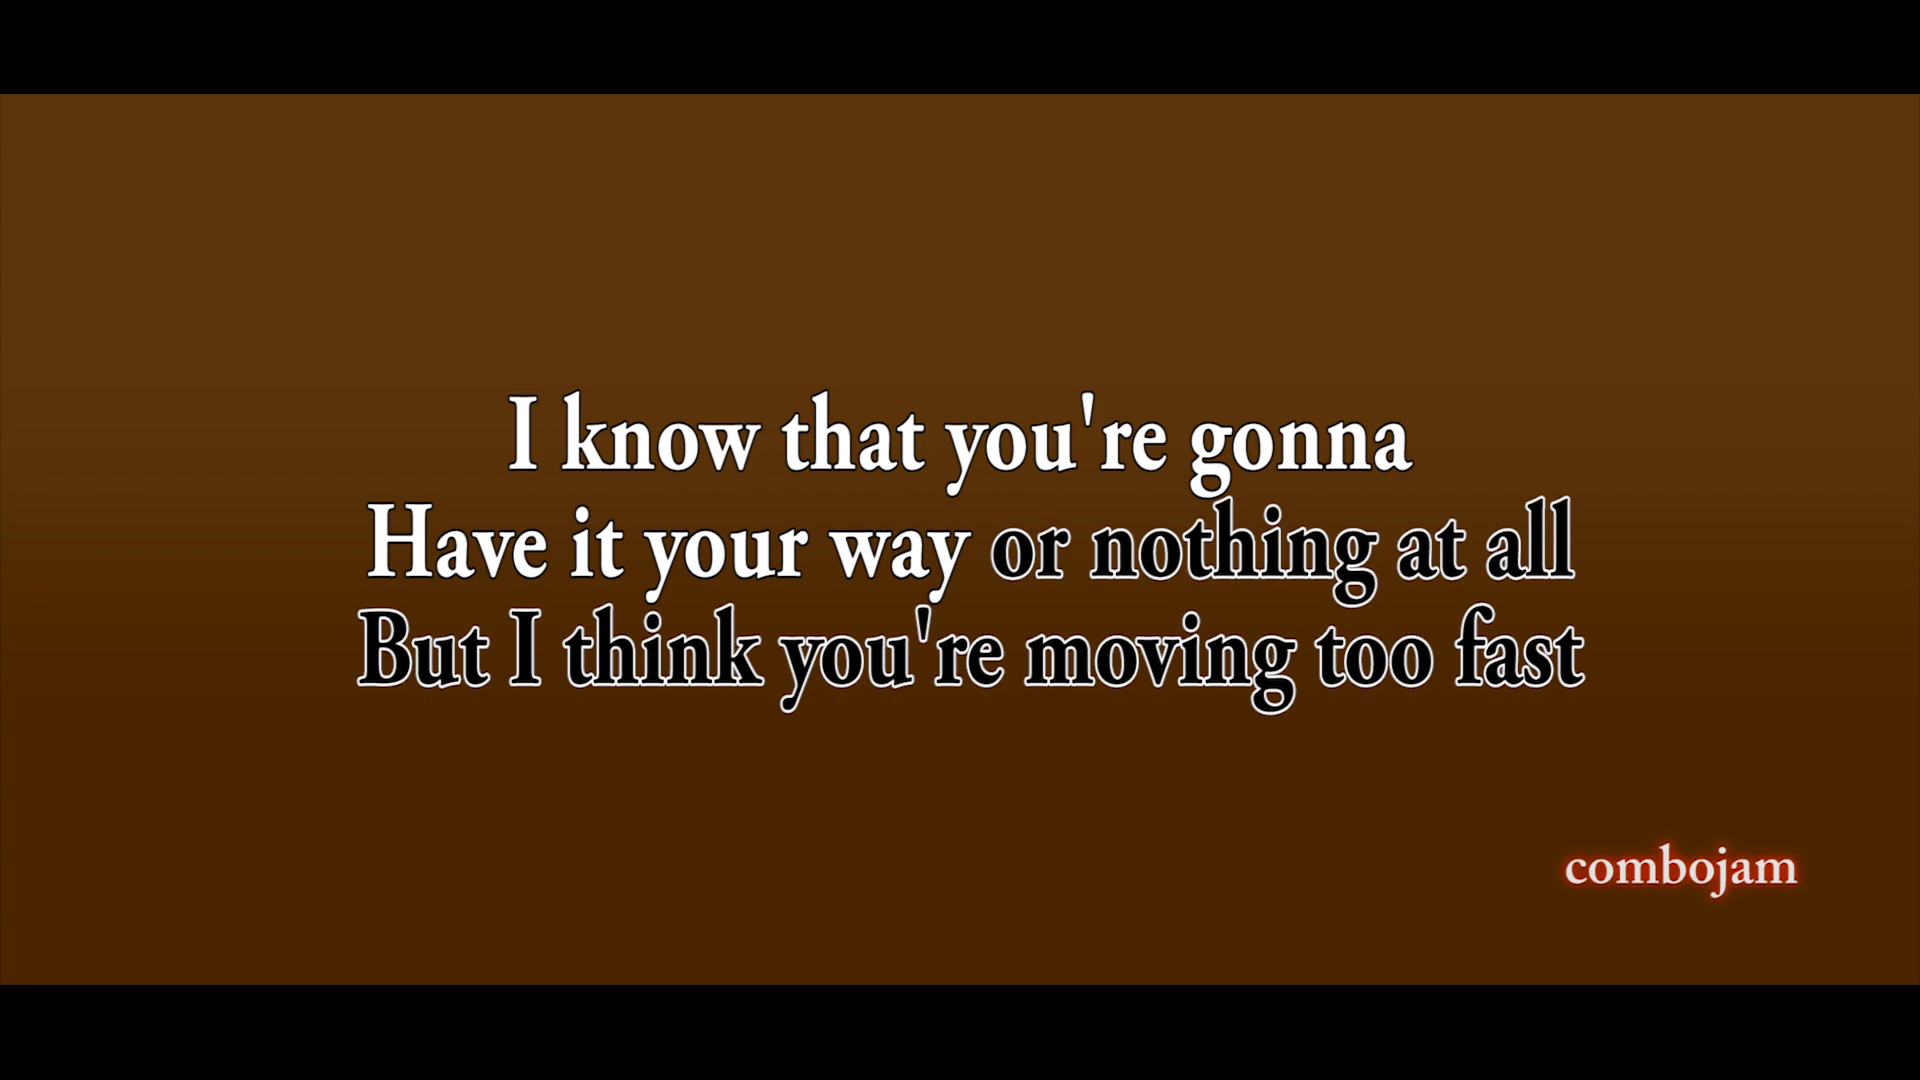 I know that you're gonna
Have it your way or nothing at all
But I think you're moving too fast
combojam